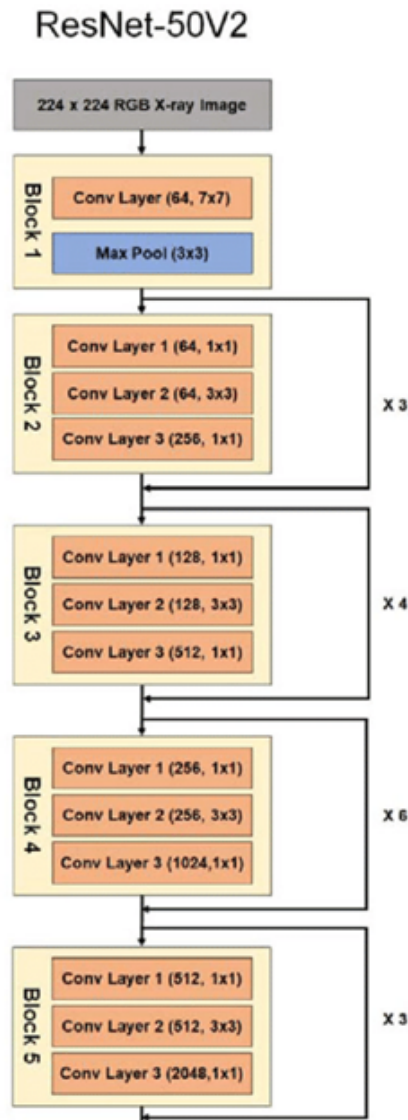 ResNet-50V2
224 x 224 RGB X-ray Image
Block 1
Conv Layer (64, 7x7)
Max Pool (3x3)
Block 2
Conv Layer 1 (64, 1x1)
Conv Layer 2 (64, 3x3)
Conv Layer 3 (256, 1x1)
X 3
Block 3
Conv Layer 1 (128, 1x1)
Conv Layer 2 (128, 3x3)
Conv Layer 3 (512, 1x1)
X 4
Block 4
Conv Layer 1 (256, 1x1)
Conv Layer 2 (256, 3x3)
Conv Layer 3 (1024,1x1)
X 6
Block 5
Conv Layer 1 (512, 1x1)
Conv Layer 2 (512, 3x3)
Conv Layer 3 (2048,1x1)
X 3